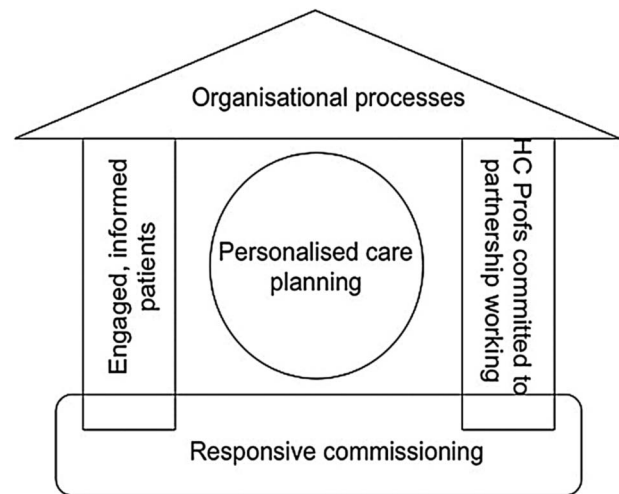 Organisational processes
Engaged, informed
patients
Personalised care
planning
HC Profs committed to
partnership working
Responsive commissioning